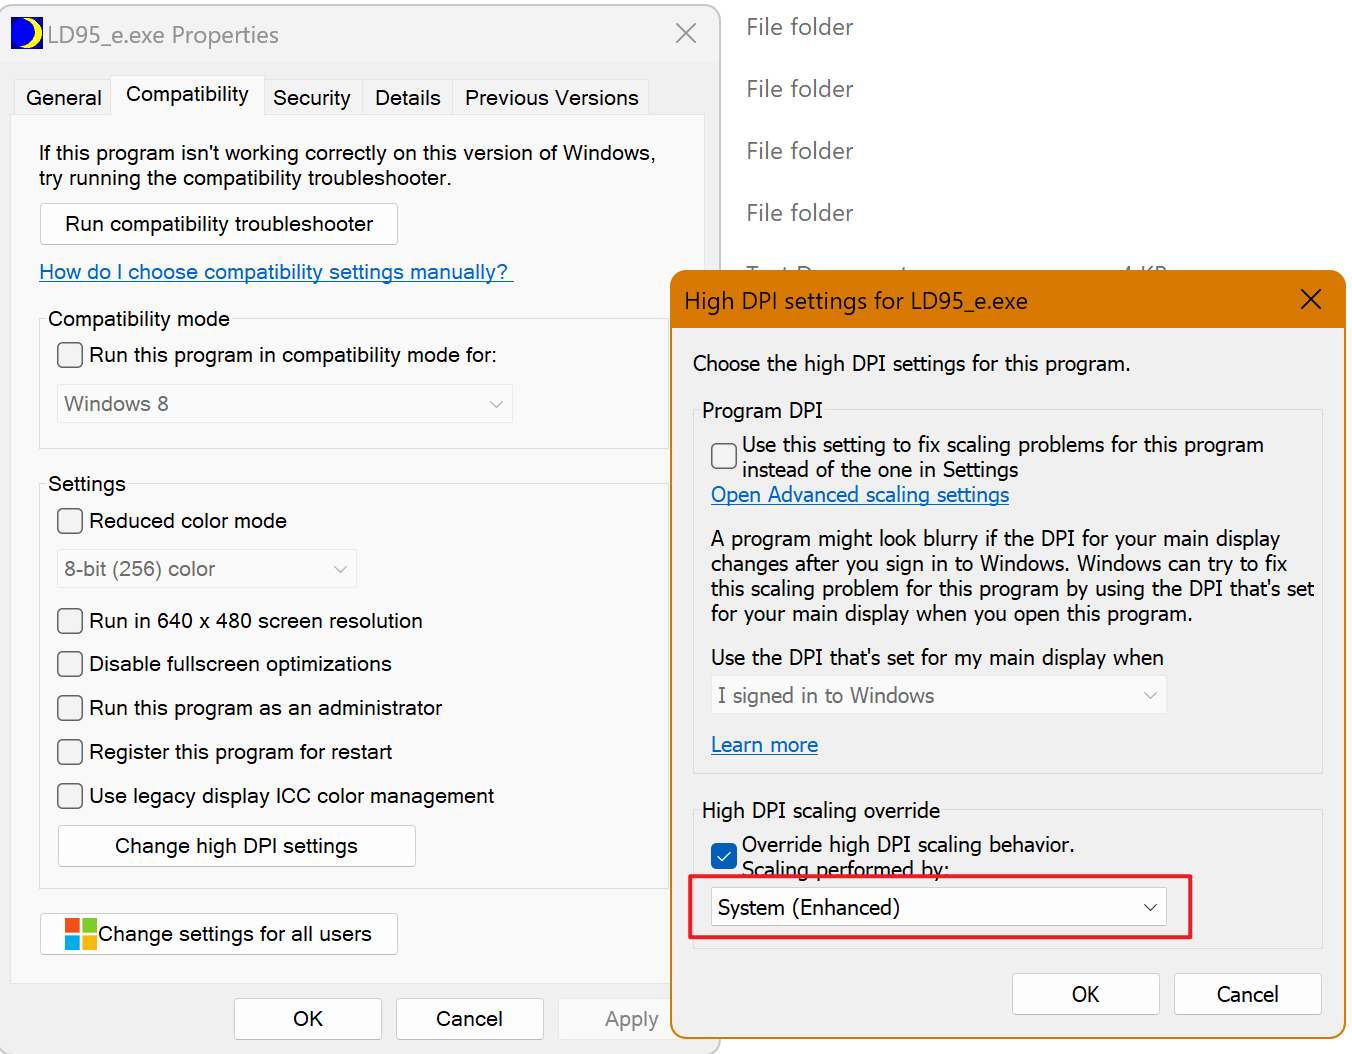 LD95_e.exe Properties
General
Compatibility
Security
Details
Previous Versions
If this program isn't working correctly on this version of Windows,
try running the compatibility troubleshooter.
Run compatibility troubleshooter
How do I choose compatibility settings manually?
Compatibility mode
Run this program in compatibility mode for:
Windows 8
Settings
Reduced color mode
8-bit (256) color
Run in 640 x 480 screen resolution
Disable fullscreen optimizations
Run this program as an administrator
Register this program for restart
Use legacy display ICC color management
Change high DPI settings
Change settings for all users
OK
Cancel
Apply
File folder
File folder
File folder
File folder
High DPI settings for LD95_e.exe
Choose the high DPI settings for this program.
Program DPI
Use this setting to fix scaling problems for this program
instead of the one in Settings
Open Advanced scaling settings
A program might look blurry if the DPI for your main display
changes after you sign in to Windows. Windows can try to fix
this scaling problem for this program by using the DPI that's set
for your main display when you open this program.
Use the DPI that's set for my main display when
I signed in to Windows
Learn more
High DPI scaling override
Override high DPI scaling behavior.
Scaling performed by:
System (Enhanced)
OK
Cancel